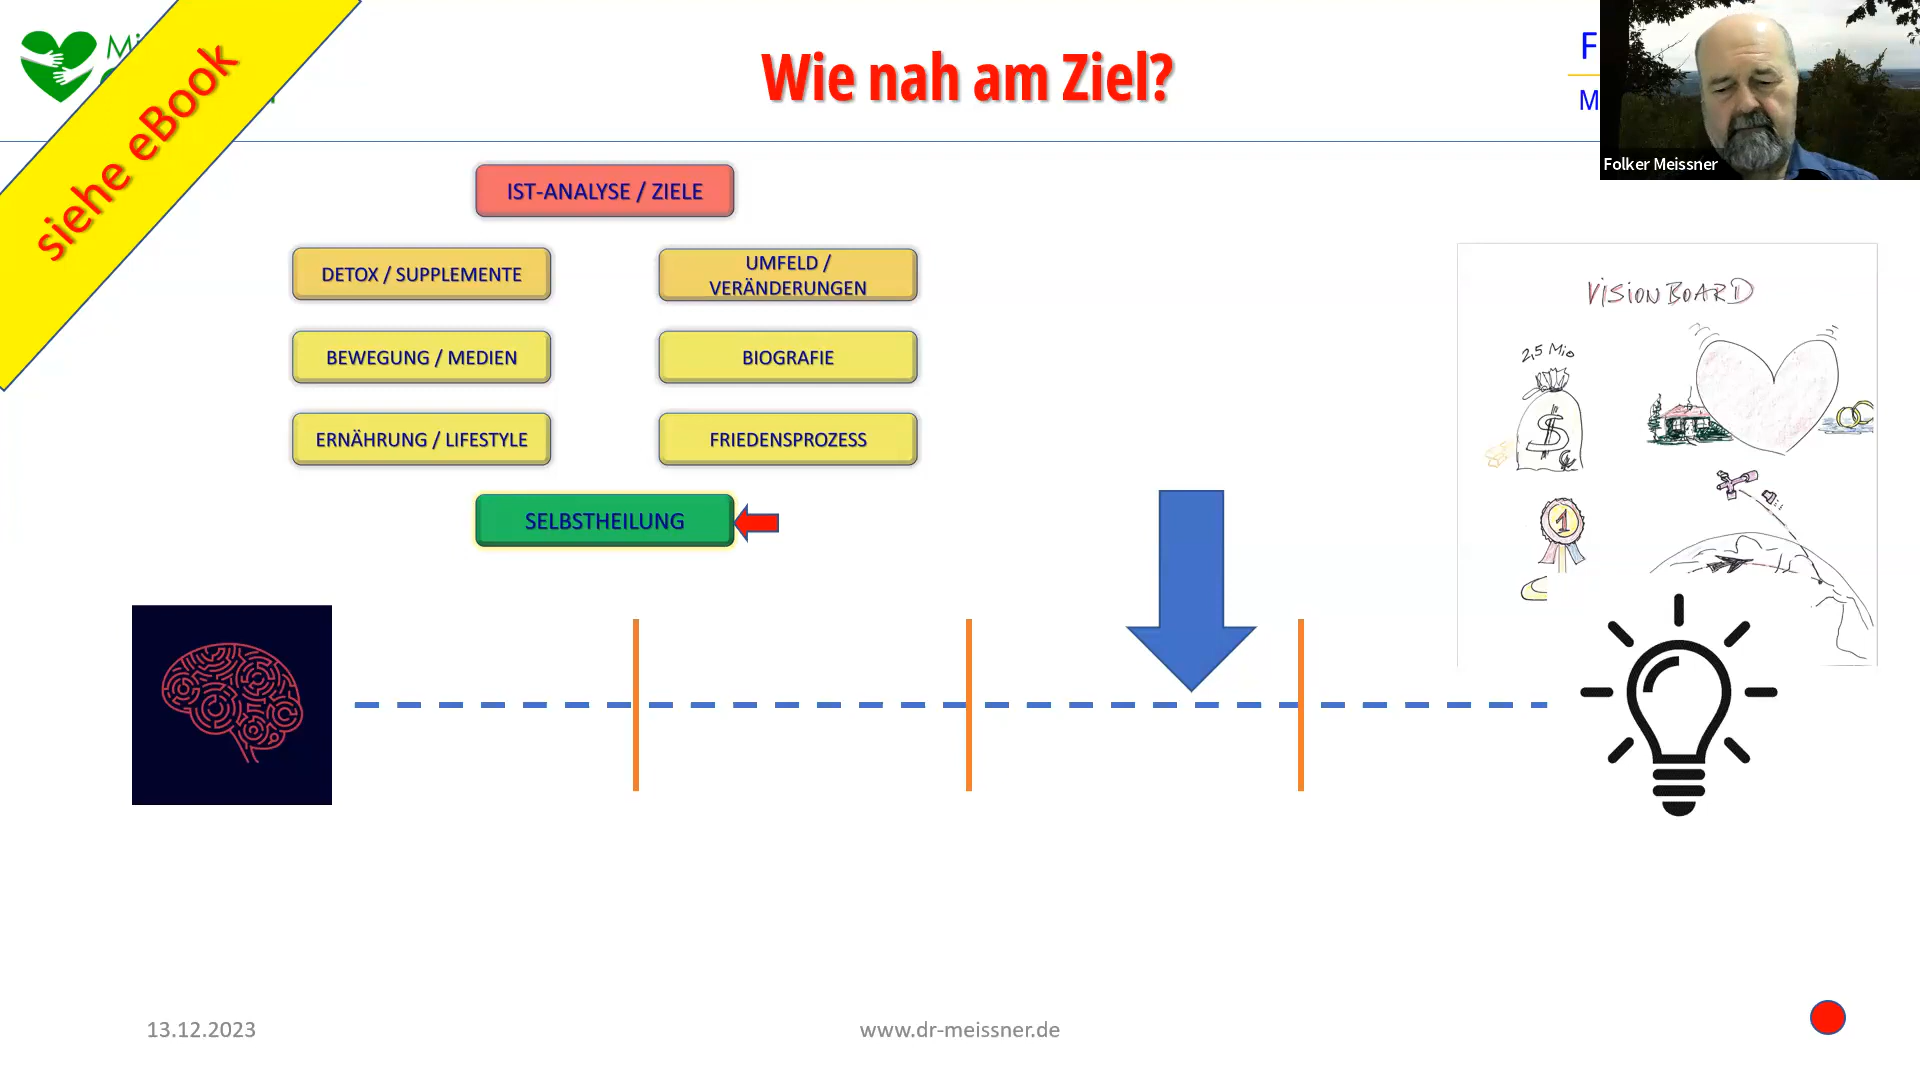 siehe eBook
Wie nah am Ziel?
Folker Meissner
IST-ANALYSE / ZIELE
DETOX / SUPPLEMENTE
UMFELD /
VERÄNDERUNGEN
BEWEGUNG / MEDIEN
BIOGRAFIE
ERNÄHRUNG / LIFESTYLE
FRIEDENSPROZESS
SELBSTHEILUNG
VISION BOARD
2,5 Mio
$
1
13.12.2023
www.dr-meissner.de